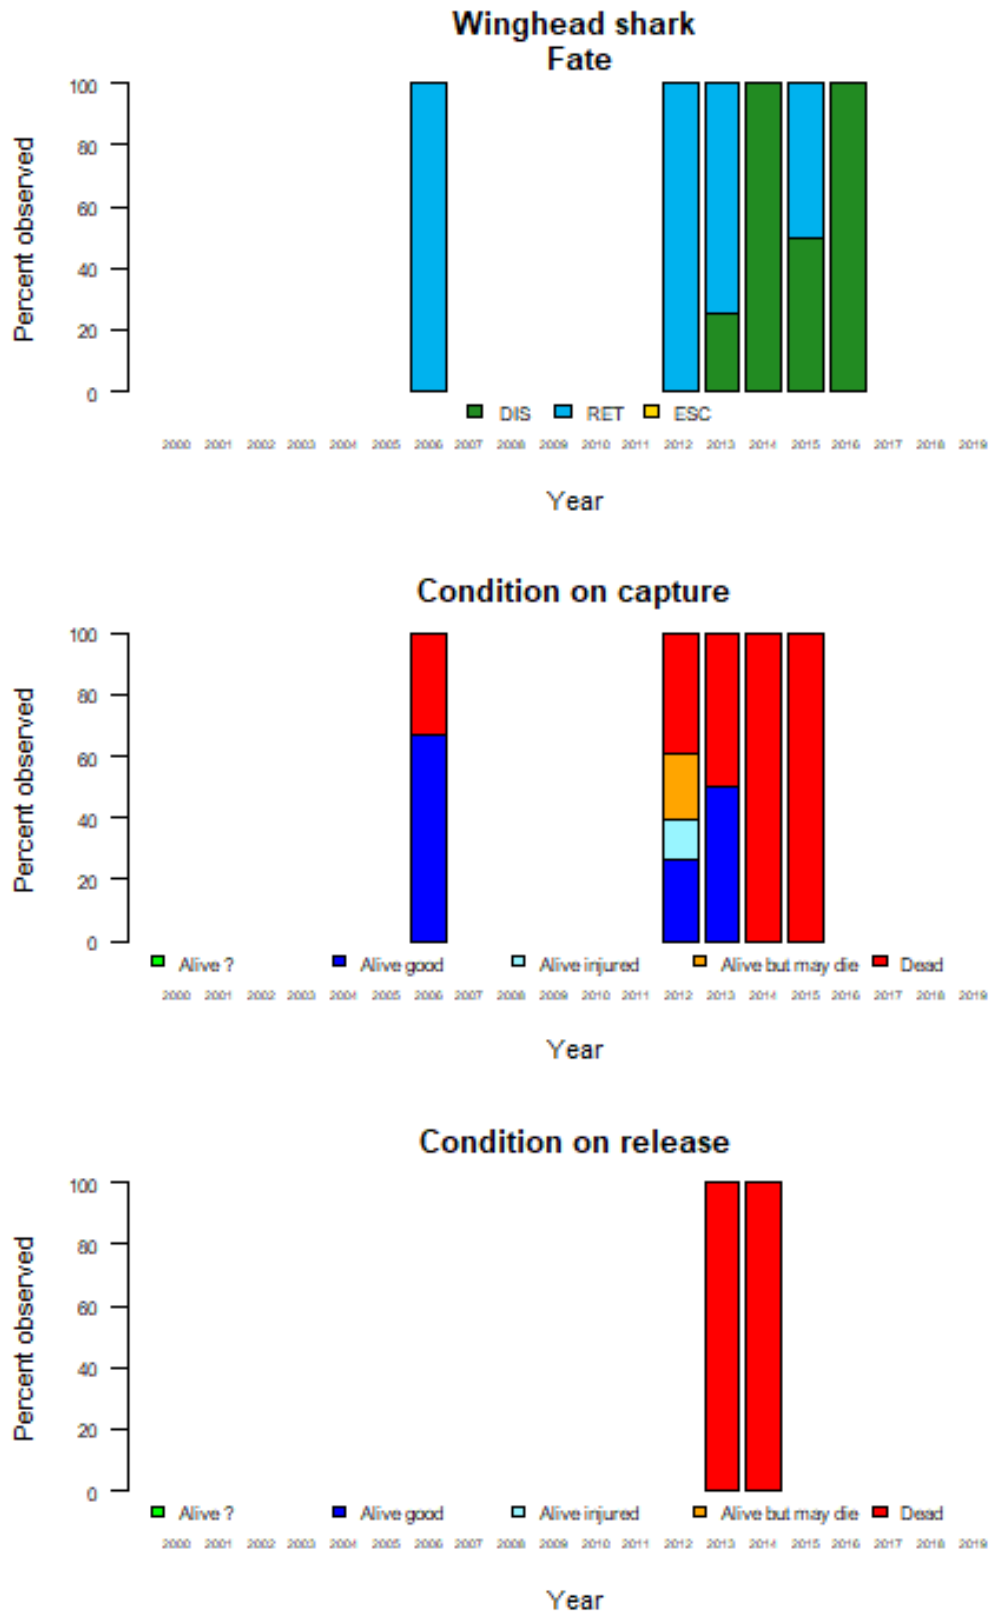 Winghead shark
Fate
Percent observed
100
80
60
40
20
0
DIS RET ESC
2000 2001 2002 2003 2004 2005 2006 2007 2008 2009 2010 2011 2012 2013 2014 2015 2016 2017 2018 2019
Year
Condition on capture
Percent observed
100
80
60
40
20
0
Alive ? Alive good Alive injured Alive but may die Dead
2000 2001 2002 2003 2004 2005 2006 2007 2008 2009 2010 2011 2012 2013 2014 2015 2016 2017 2018 2019
Year
Condition on release
Percent observed
100
80
60
40
20
0
Alive ? Alive good Alive injured Alive but may die Dead
2000 2001 2002 2003 2004 2005 2006 2007 2008 2009 2010 2011 2012 2013 2014 2015 2016 2017 2018 2019
Year